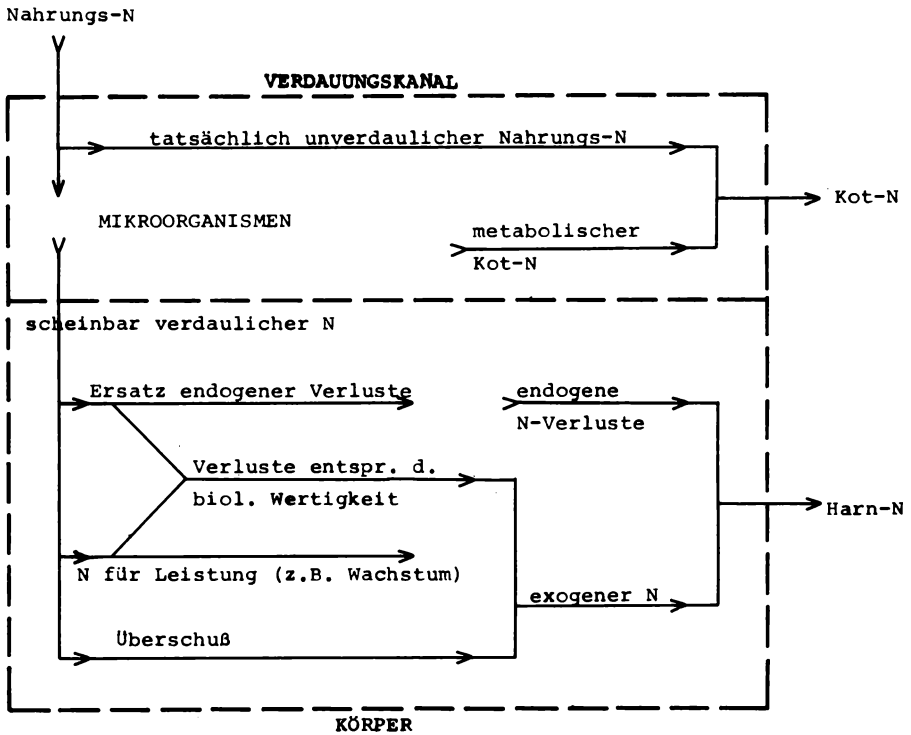 Nahrungs-N
VERDAUUNGSKANAL
tatsächlich unverdaulicher Nahrungs-N
Kot-N
MIKROORGANISMEN
metabolischer
Kot-N
scheinbar verdaulicher N
Ersatz endogener Verluste
endogene
N-Verluste
Verluste entspr. d.
biol. Wertigkeit
Harn-N
N für Leistung (z.B. Wachstum)
exogener N
Überschuß
KÖRPER